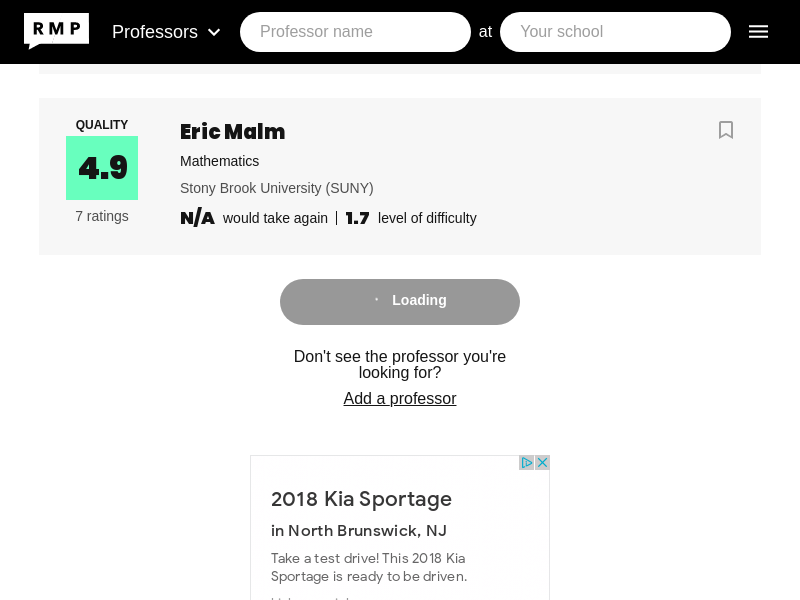 RMP
Professors
Professor name
at
Your school
QUALITY
4.9
7 ratings
Eric Malm
Mathematics
Stony Brook University (SUNY)
N/A would take again | 1.7 level of difficulty
Loading
Don't see the professor you're
looking for?
Add a professor
2018 Kia Sportage
in North Brunswick, NJ
Take a test drive! This 2018 Kia
Sportage is ready to be driven.